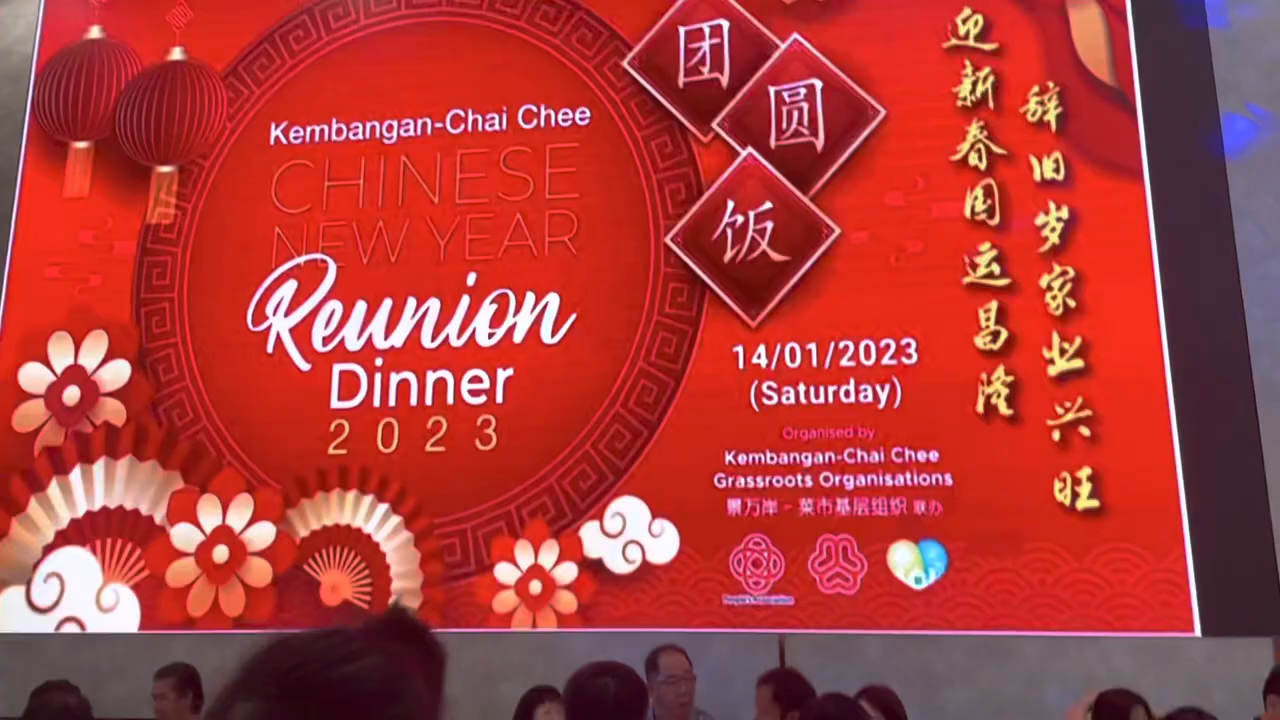 Kembangan-Chai Chee
CHINESE
NEW YEAR
Reunion
Dinner
2023
团
圆
饭
辞旧岁家业兴旺
迎新春国运昌隆
14/01/2023
(Saturday)
Organised by
Kembangan-Chai Chee
Grassroots Organisations
景万岸 - 菜市基层组织 联办
People's Association